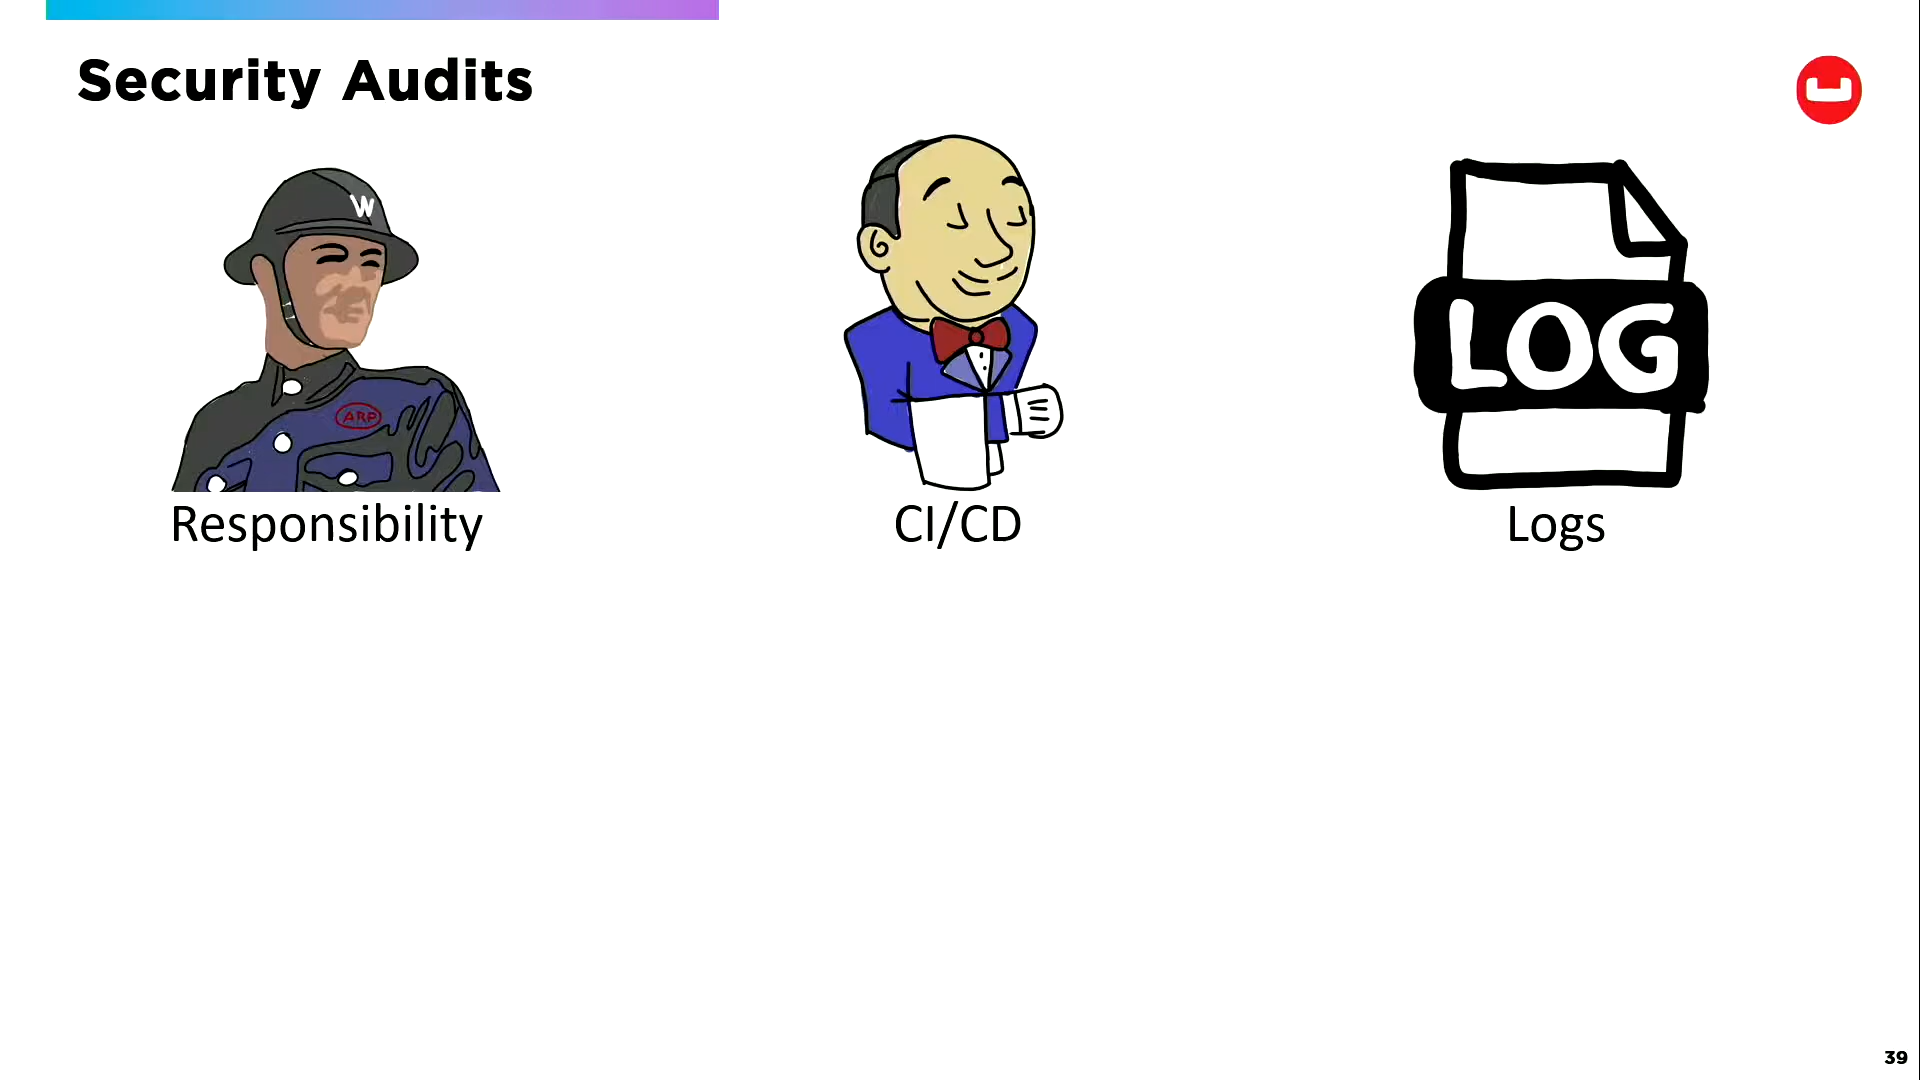 Security Audits
W
ARP
LOG
Responsibility
CI/CD
Logs
39